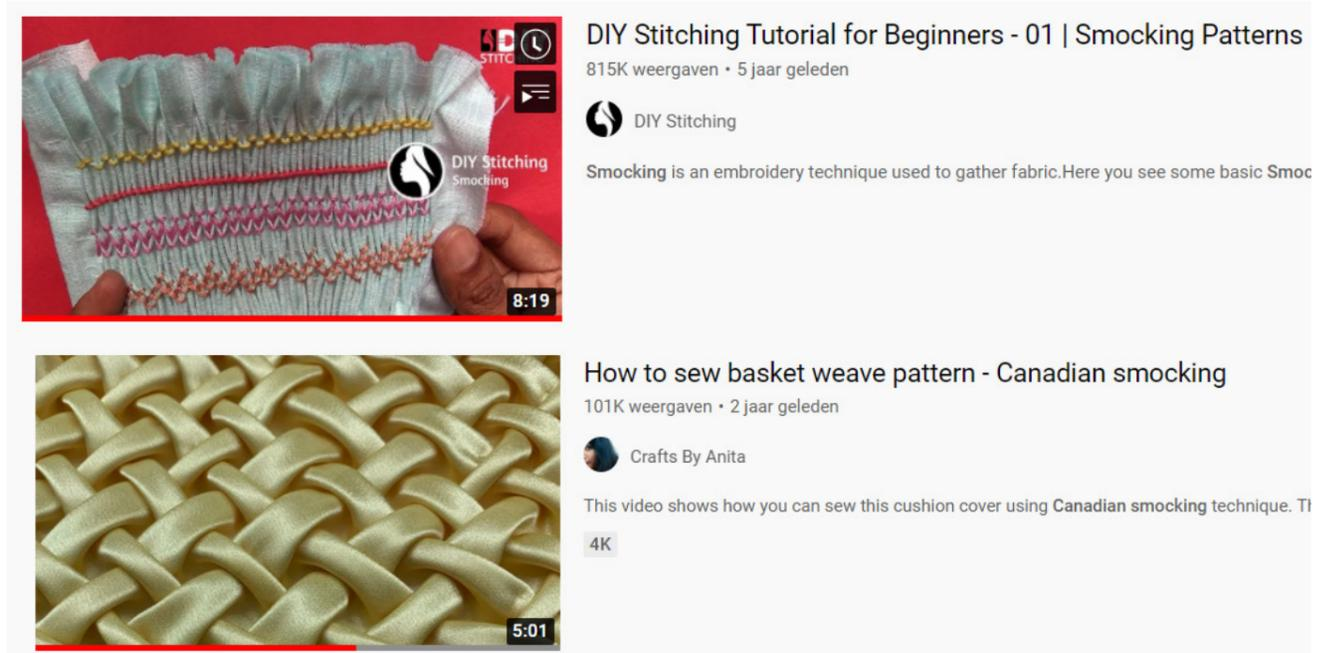 DIY Stitching Tutorial for Beginners - 01 | Smocking Patterns
815K weergaven • 5 jaar geleden
DIY Stitching
Smocking is an embroidery technique used to gather fabric.Here you see some basic Smoc
STITC
DIY Stitching
Smocking
8:19
How to sew basket weave pattern - Canadian smocking
101K weergaven • 2 jaar geleden
Crafts By Anita
This video shows how you can sew this cushion cover using Canadian smocking technique. Th
4K
5:01